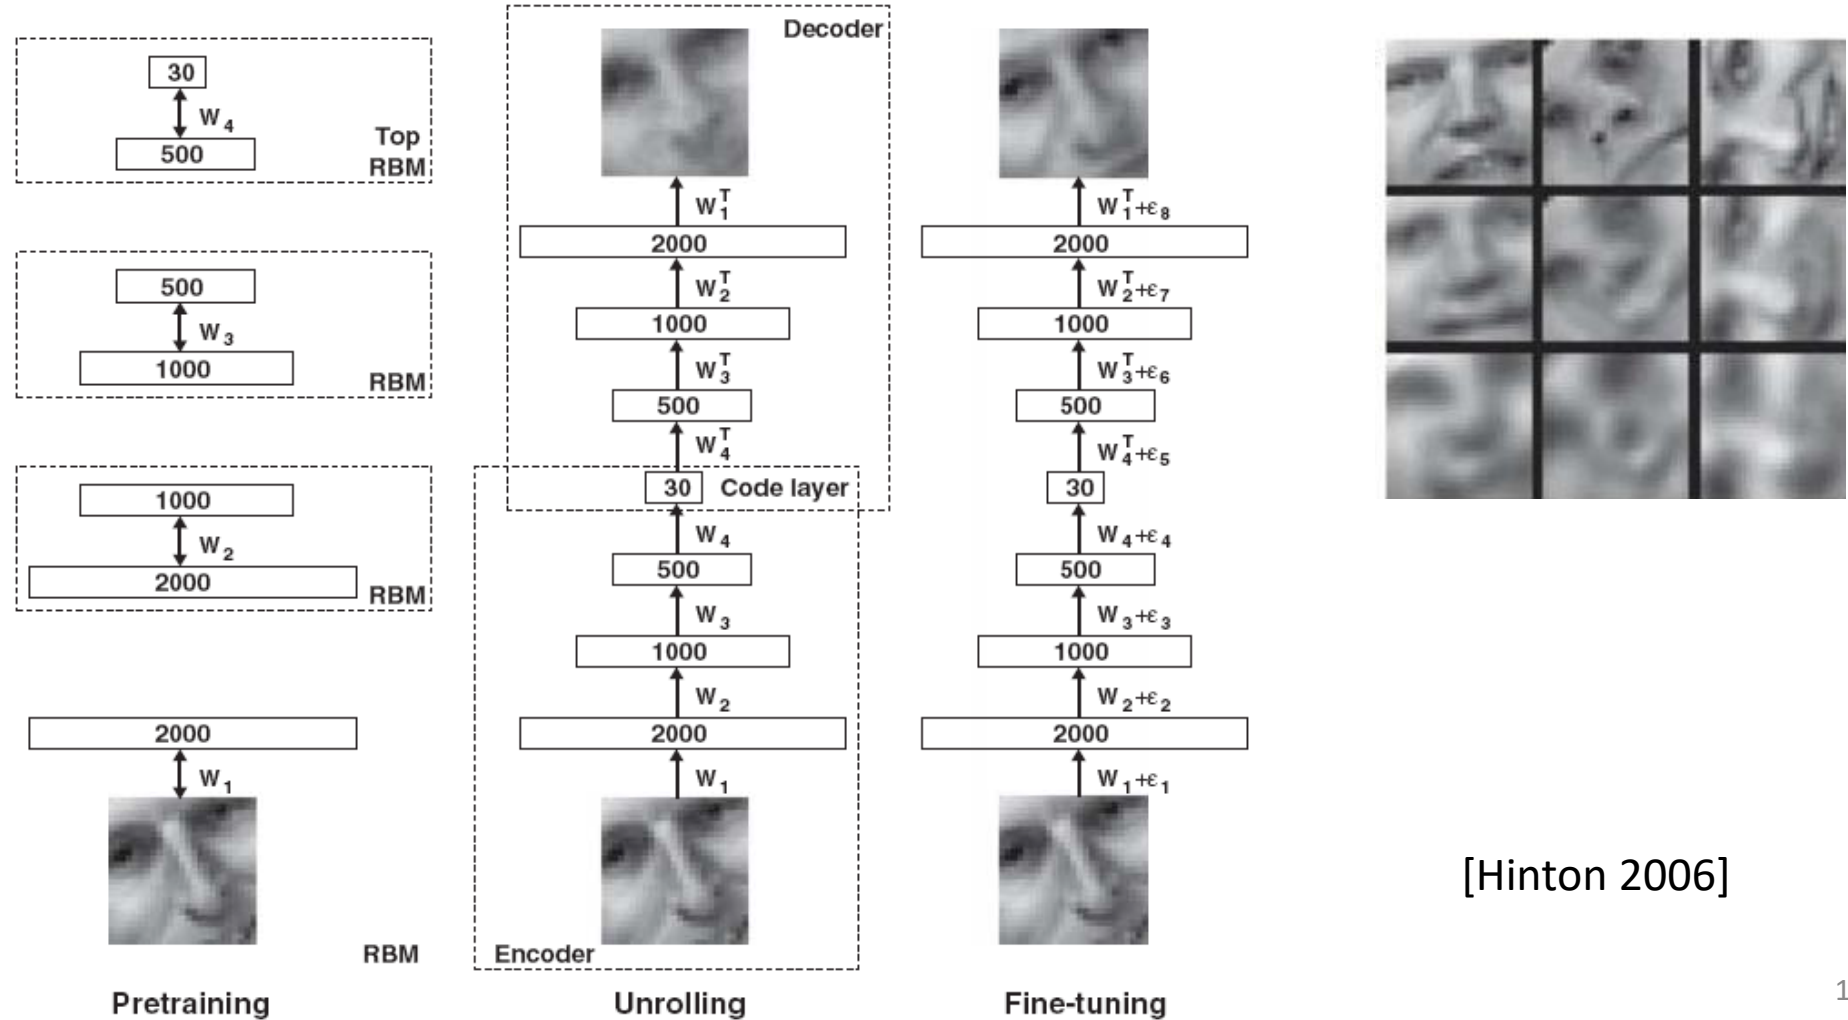 30
W4
500
Top
RBM
500
W3
1000
RBM
1000
W2
2000
RBM
2000
W1
RBM
Pretraining
Decoder
W1T
2000
W2T
1000
W3T
500
W4T
30 Code layer
W4
500
W3
1000
W2
2000
W1
Encoder
Unrolling
W1T+ε8
2000
W2T+ε7
1000
W3T+ε6
500
W4T+ε5
30
W4+ε4
500
W3+ε3
1000
W2+ε2
2000
W1+ε1
Fine-tuning
[Hinton 2006]
1